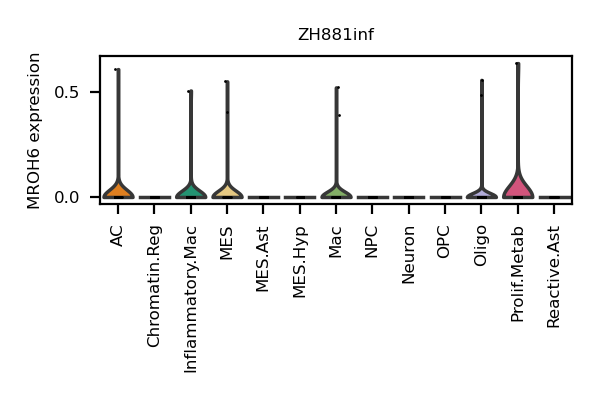 ZH881inf
MROH6 expression
0.5
0.0
AC
Chromatin.Reg
Inflammatory.Mac
MES
MES.Ast
MES.Hyp
Mac
NPC
Neuron
OPC
Oligo
Prolif.Metab
Reactive.Ast